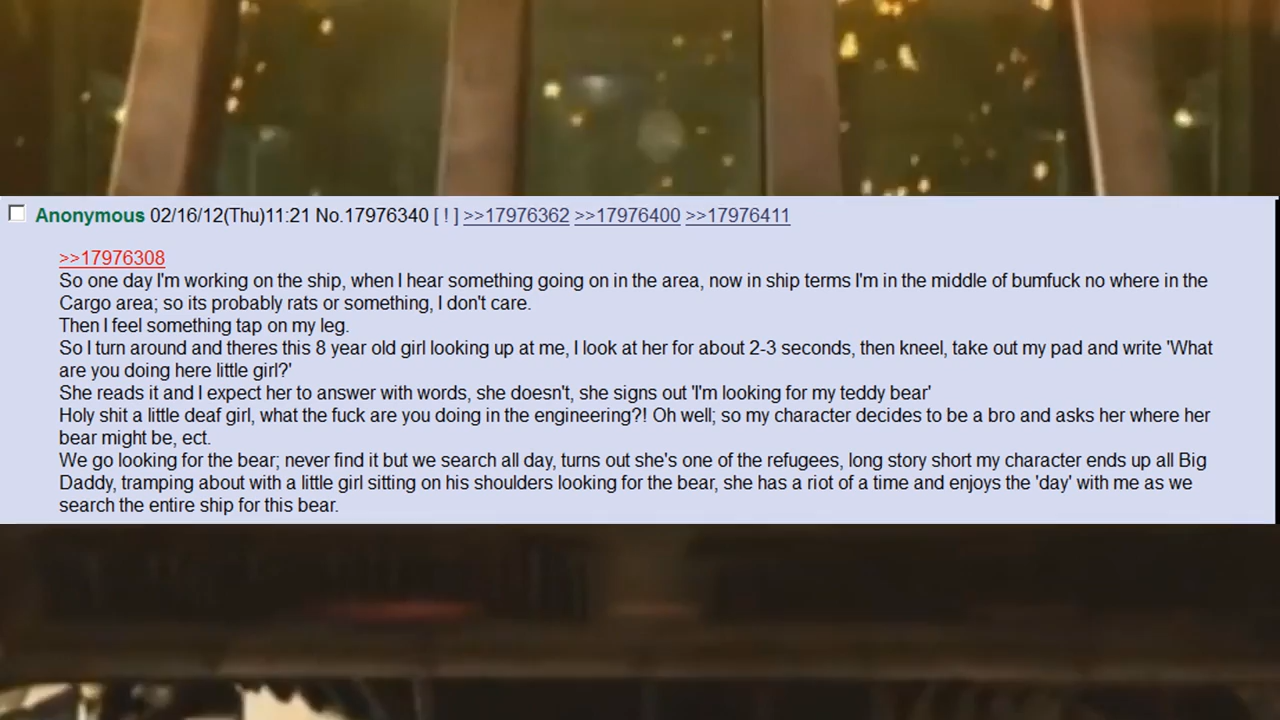 Anonymous 02/16/12(Thu)11:21 No.17976340 [ ! ] >>17976362 >>17976400 >>17976411
>>17976308
So one day I'm working on the ship, when I hear something going on in the area, now in ship terms I'm in the middle of bumfuck no where in the
Cargo area; so its probably rats or something, I don't care.
Then I feel something tap on my leg.
So I turn around and theres this 8 year old girl looking up at me, I look at her for about 2-3 seconds, then kneel, take out my pad and write 'What
are you doing here little girl?'
She reads it and I expect her to answer with words, she doesn't, she signs out 'I'm looking for my teddy bear'
Holy shit a little deaf girl, what the fuck are you doing in the engineering?! Oh well; so my character decides to be a bro and asks her where her
bear might be, ect.
We go looking for the bear; never find it but we search all day, turns out she's one of the refugees, long story short my character ends up all Big
Daddy, tramping about with a little girl sitting on his shoulders looking for the bear, she has a riot of a time and enjoys the 'day' with me as we
search the entire ship for this bear.